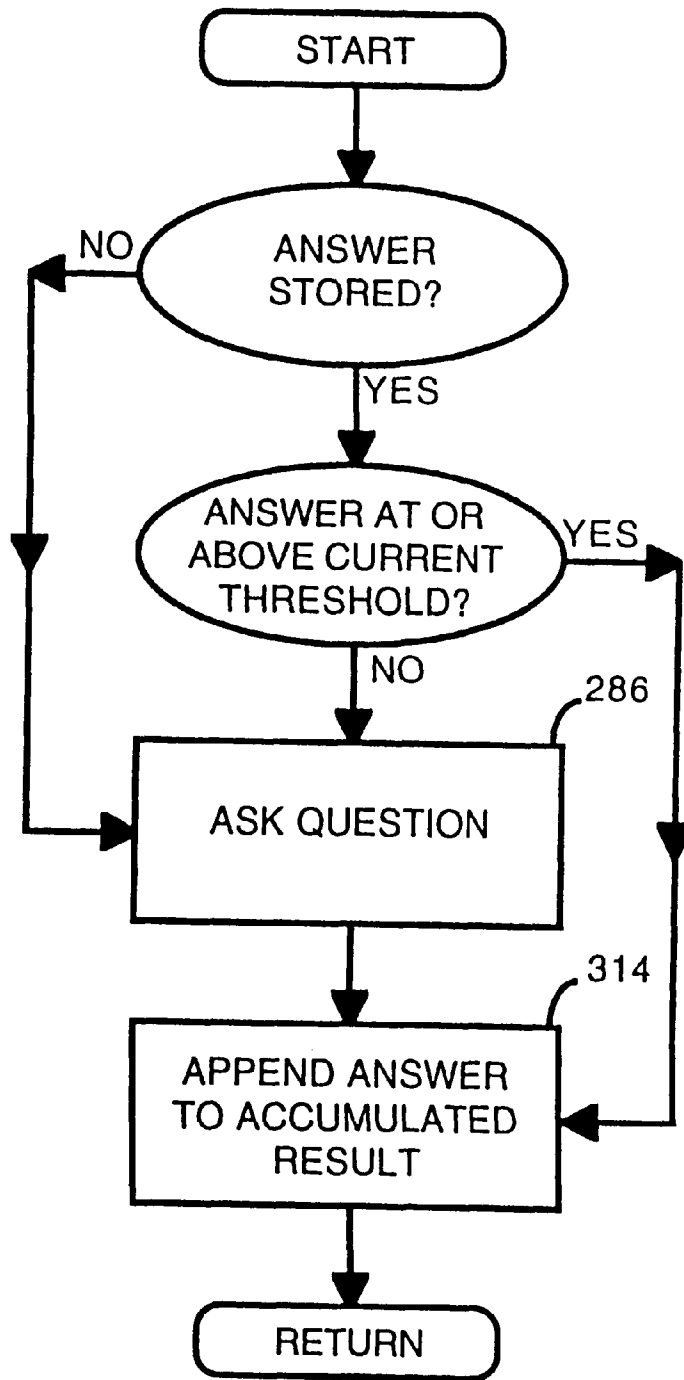 START
NO
ANSWER
STORED?
YES
ANSWER AT OR
ABOVE CURRENT
THRESHOLD?
YES
NO
286
ASK QUESTION
314
APPEND ANSWER
TO ACCUMULATED
RESULT
RETURN